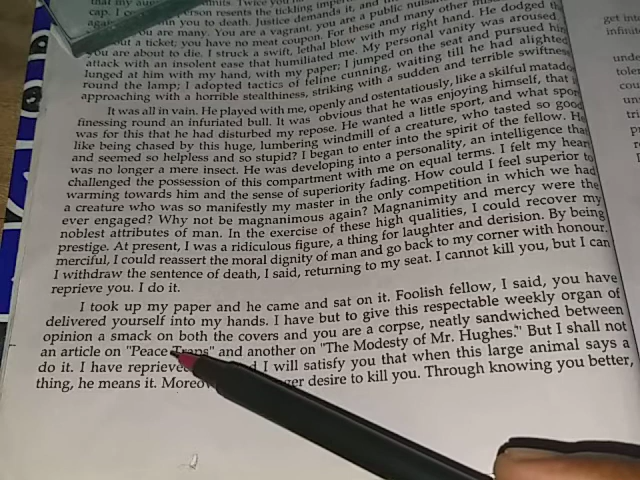 that my aunt
Twice you
you to death. Justice demands it, and
you are many. You are a vagrant, you are a public nuisance
out a ticket; you have no meat coupon. For these and many other
you are about to die. I struck a swift, lethal blow with my right hand. He dodged the
attack with an insolent ease that humiliated me. My personal vanity was aroused.
lunged at him with my hand, with my paper; I jumped on the seat and pursued him
round the lamp; I adopted tactics of feline cunning, waiting till he had alighted
approaching with a horrible stealthiness, striking with a sudden and terrible swiftness
It was all in vain. He played with me, openly and ostentatiously, like a skilful matador
finessing round an infuriated bull. It was obvious that he was enjoying himself, that
was for this that he had disturbed my repose. He wanted a little sport, and what sport
like being chased by this huge, lumbering windmill of a creature, who tasted so good
and seemed so helpless and so stupid? I began to enter into the spirit of the fellow. He
was no longer a mere insect. He was developing into a personality, an intelligence that
challenged the possession of this compartment with me on equal terms. I felt my heart
warming towards him and the sense of superiority fading. How could I feel superior to
a creature who was so manifestly my master in the only competition in which we had
ever engaged? Why not be magnanimous again? Magnanimity and mercy were the
noblest attributes of man. In the exercise of these high qualities, I could recover my
prestige. At present, I was a ridiculous figure, a thing for laughter and derision. By being
merciful, I could reassert the moral dignity of man and go back to my corner with honour.
I withdraw the sentence of death, I said, returning to my seat. I cannot kill you, but I can
reprieve you. I do it.
I took up my paper and he came and sat on it. Foolish fellow, I said, you have
delivered yourself into my hands. I have but to give this respectable weekly organ of
opinion a smack on both the covers and you are a corpse, neatly sandwiched between
an article on "Peace Traps" and another on "The Modesty of Mr. Hughes." But I shall not
do it. I have reprieved I will satisfy you that when this large animal says a
thing, he means it. desire to kill you. Through knowing you better,
get int
infinite
unde
tole
cou